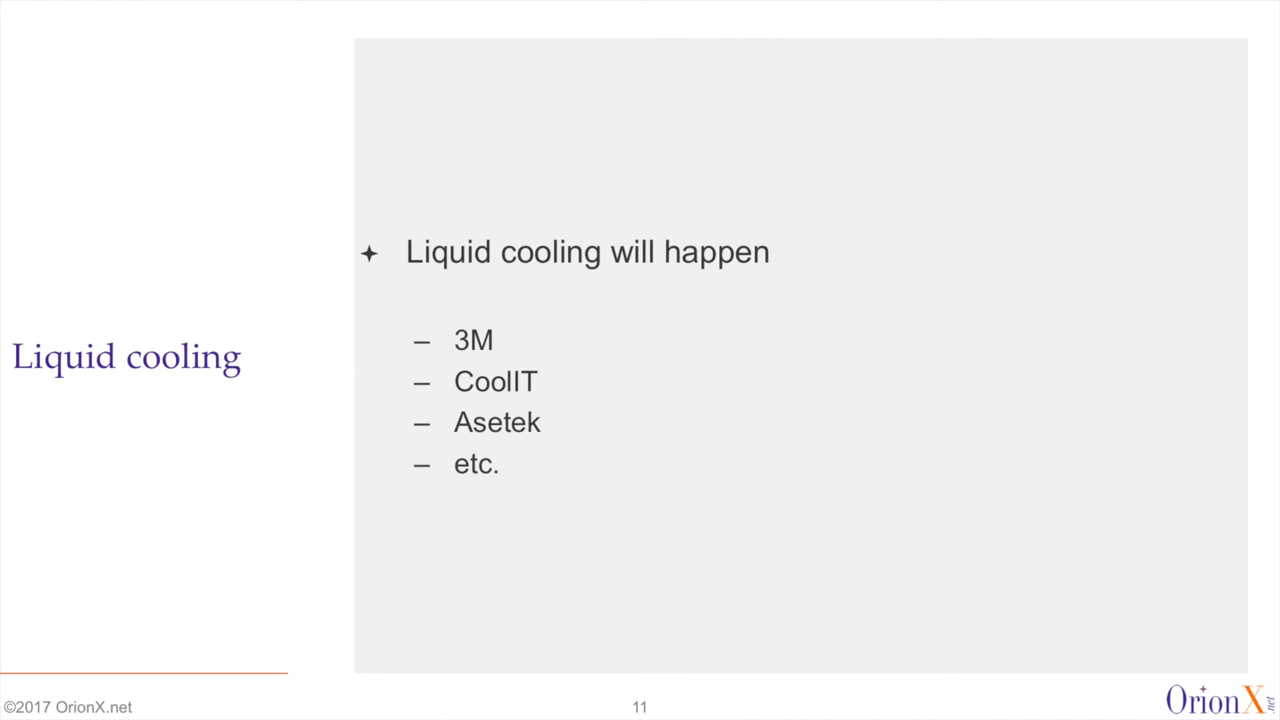 Liquid cooling
Liquid cooling will happen
– 3M
– CoolIT
– Asetek
– etc.
©2017 OrionX.net
11
OrionX.net